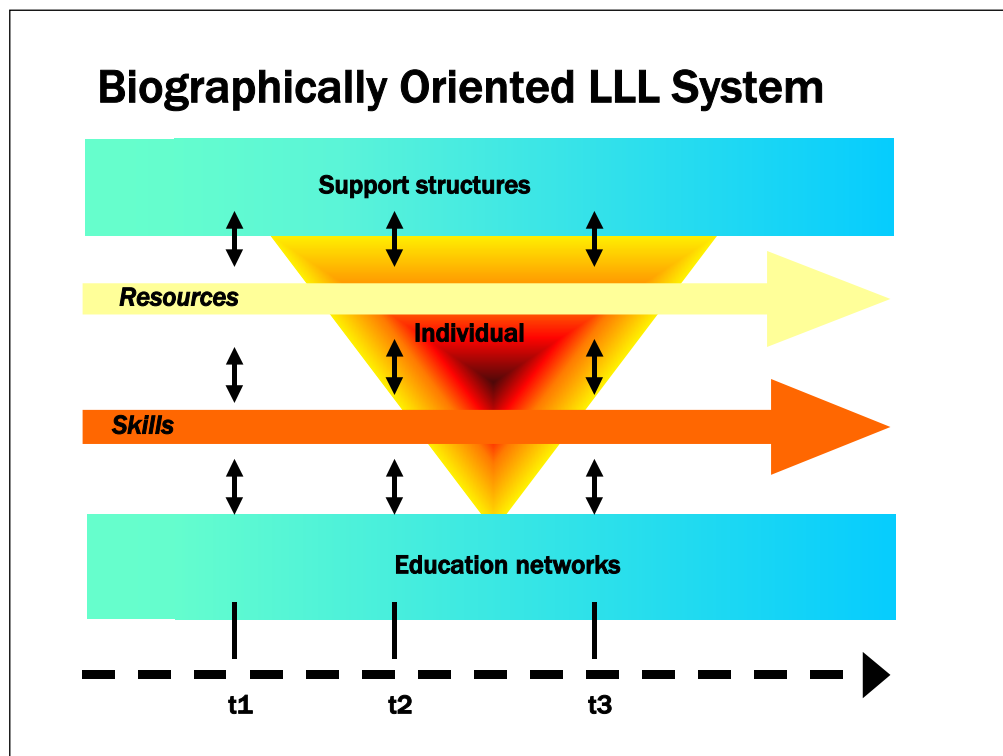 Biographically Oriented LLL System
Support structures
Resources
Individual
Skills
Education networks
t1 t2 t3